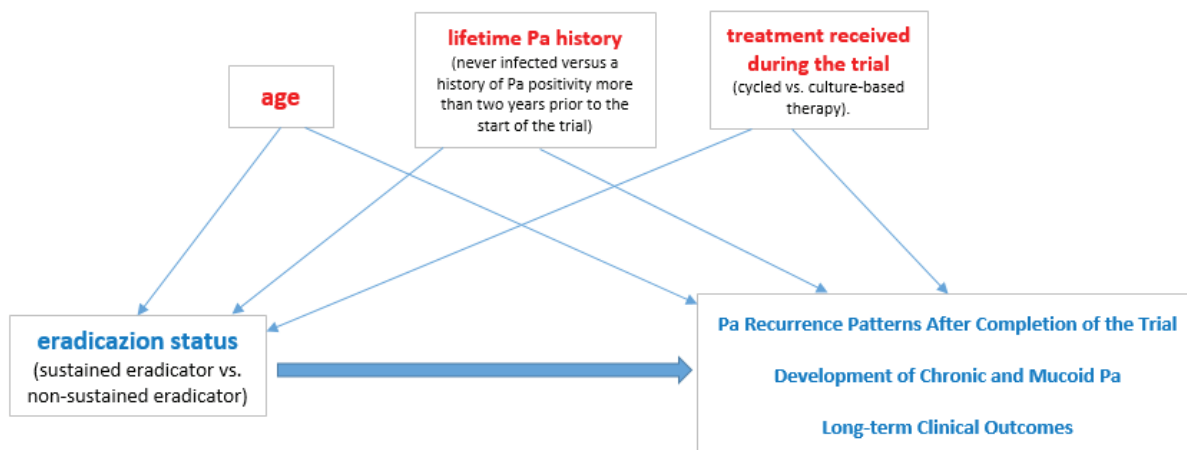 age
lifetime Pa history
(never infected versus a
history of Pa positivity more
than two years prior to the
start of the trial)
treatment received
during the trial
(cycled vs. culture-based
therapy).
eradicazion status
(sustained eradicator vs.
non-sustained eradicator)
Pa Recurrence Patterns After Completion of the Trial
Development of Chronic and Mucoid Pa
Long-term Clinical Outcomes